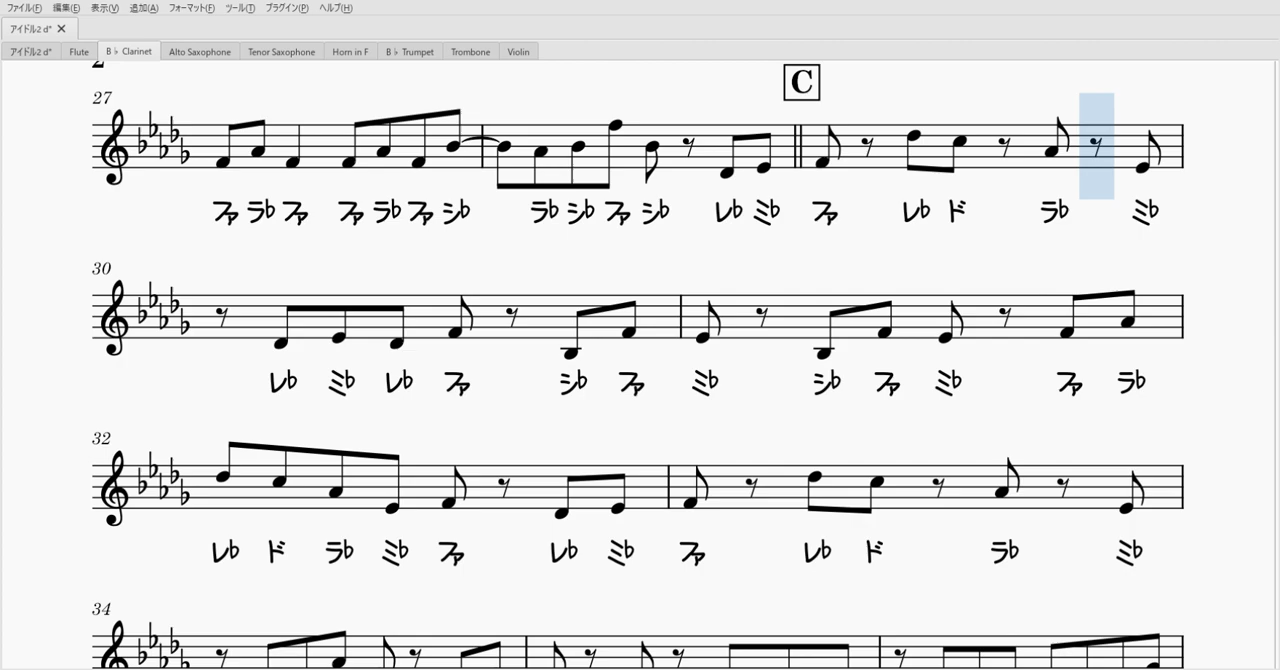 ファイル(F) 編集(E) 表示(V) 追加(A) フォーマット(F) ツール(T) プラグイン(P) ヘルプ(H)
アイドル2 d* ✕
アイドル2 d* Flute B♭ Clarinet Alto Saxophone Tenor Saxophone Horn in F B♭ Trumpet Trombone Violin
2
C
27
ファ ラ♭ ファ ファ ラ♭ ファ シ♭ ラ♭ シ♭ ファ シ♭ レ♭ ミ♭ ファ レ♭ ド ラ♭ ミ♭
30
レ♭ ミ♭ レ♭ ファ シ♭ ファ ミ♭ シ♭ ファ ミ♭ ファ ラ♭
32
レ♭ ド ラ♭ ミ♭ ファ レ♭ ミ♭ ファ レ♭ ド ラ♭ ミ♭
34